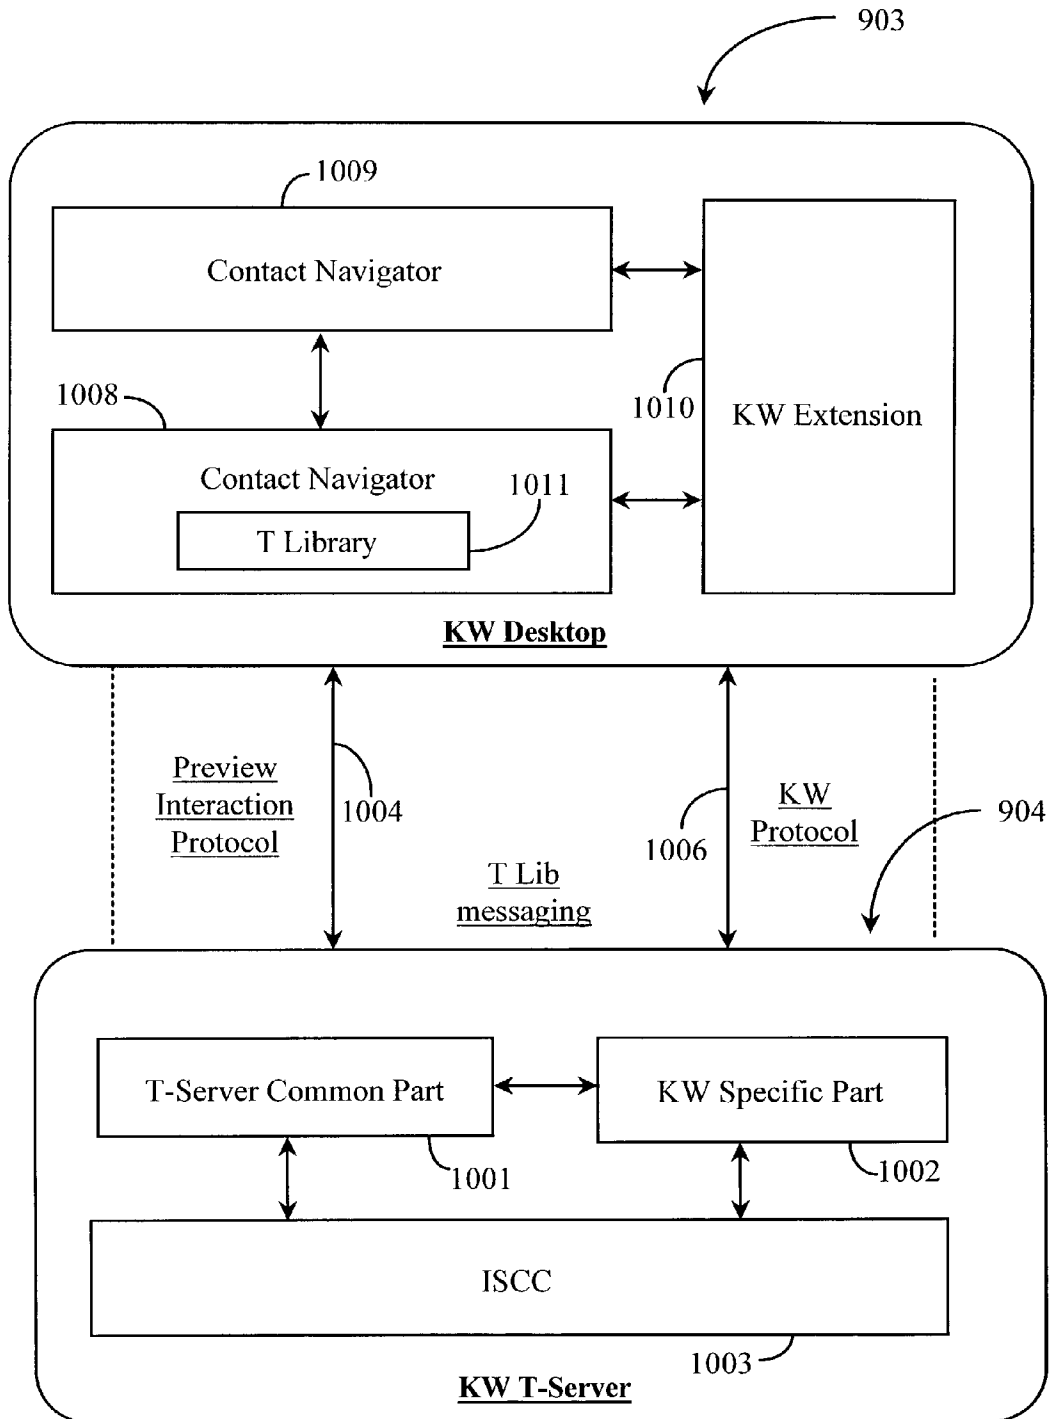 903
1009
Contact Navigator
1008
1010
KW Extension
Contact Navigator
1011
T Library
KW Desktop
Preview
Interaction
Protocol
1004
KW
Protocol
1006
904
T Lib
messaging
T-Server Common Part
KW Specific Part
1001
1002
ISCC
1003
KW T-Server